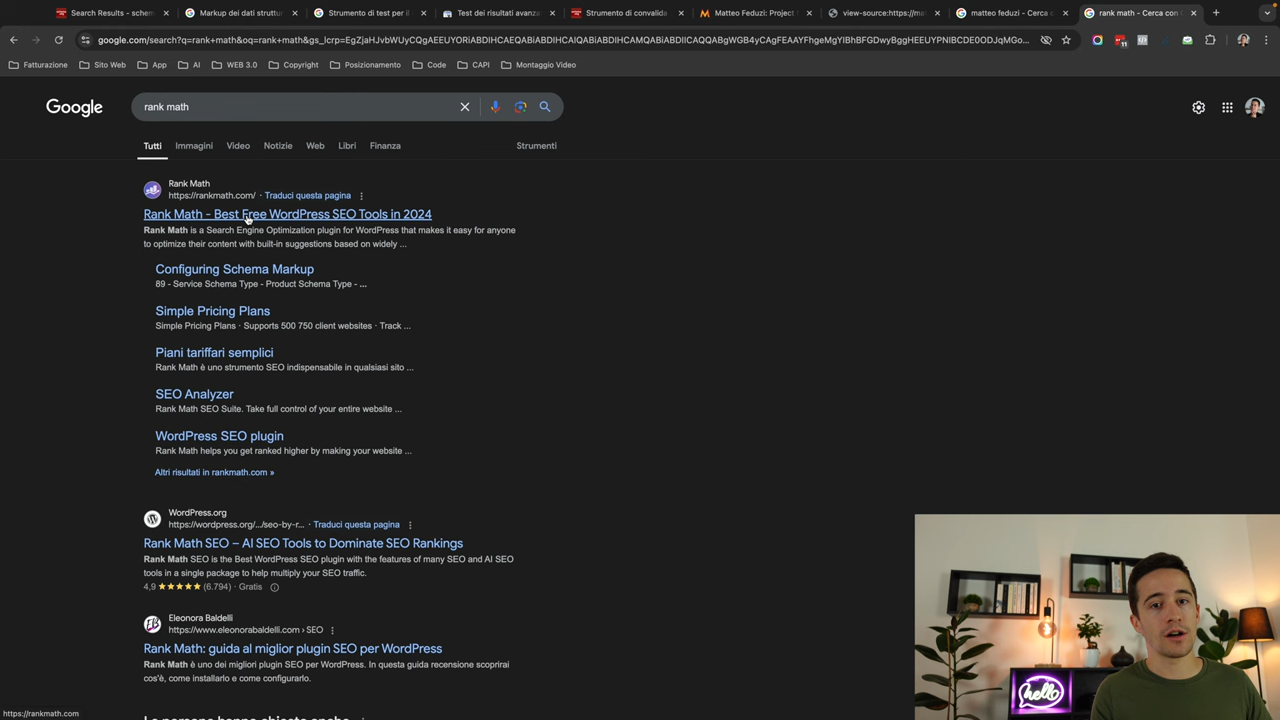 Search Results - schem
Markup dei dati struttur
Strumento di test per i
Test dei risultati avanza
Strumento di convalida
Matteo Feduzi: Project
view-source:https://ma
matteo feduzi - Cerca c
rank math - Cerca con
google.com/search?q=rank+math&oq=rank+math&gs_lcrp=EgZjaHJvbWUyCQgAEEUYORiABDIHCAEQABiABDIHCAIQABiABDIHCAMQABiABDIHCAQQABiABDIHCAUQABiABDIGCAYQRRg8...
11
Fatturazione
Sito Web
App
AI
WEB 3.0
Copyright
Posizionamento
Code
CAPI
Montaggio Video
Google
rank math
Tutti
Immagini
Video
Notizie
Web
Libri
Finanza
Strumenti
Rank Math
https://rankmath.com/ · Traduci questa pagina
Rank Math - Best Free WordPress SEO Tools in 2024
Rank Math is a Search Engine Optimization plugin for WordPress that makes it easy for anyone
to optimize their content with built-in suggestions based on widely ...
Configuring Schema Markup
89 - Service Schema Type - Product Schema Type - ...
Simple Pricing Plans
Simple Pricing Plans · Supports 500 750 client websites · Track ...
Piani tariffari semplici
Rank Math è uno strumento SEO indispensabile in qualsiasi sito ...
SEO Analyzer
Rank Math SEO Suite. Take full control of your entire website ...
WordPress SEO plugin
Rank Math helps you get ranked higher by making your website ...
Altri risultati in rankmath.com »
WordPress.org
https://wordpress.org/.../seo-by-r... · Traduci questa pagina
Rank Math SEO – AI SEO Tools to Dominate SEO Rankings
Rank Math SEO is the Best WordPress SEO plugin with the features of many SEO and AI SEO
tools in a single package to help multiply your SEO traffic.
4,9 ★★★★★ (6.794) · Gratis
EB
Eleonora Baldelli
https://www.eleonorabaldelli.com › SEO
Rank Math: guida al miglior plugin SEO per WordPress
Rank Math è uno dei migliori plugin SEO per WordPress. In questa guida recensione scoprirai
cos'è, come installarlo e come configurarlo.
https://rankmath.com
hello